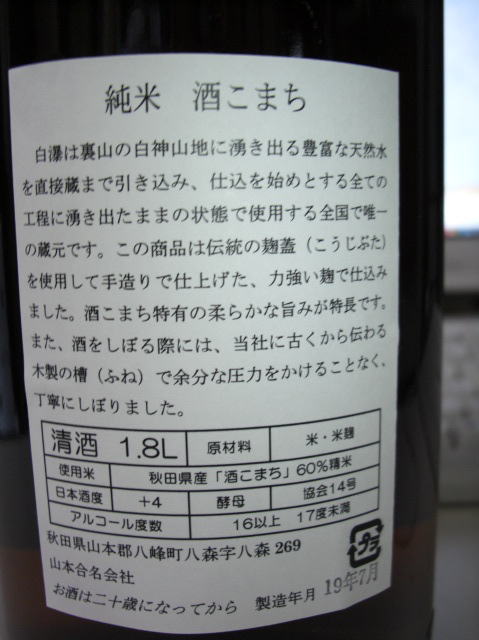 純米　酒こまち
白瀑は裏山の白神山地に湧き出る豊富な天然水
を直接蔵まで引き込み、仕込を始めとする全ての
工程に湧き出たままの状態で使用する全国で唯一
の蔵元です。この商品は伝統の麹蓋（こうじぶた）
を使用して手造りで仕上げた、力強い麹で仕込み
ました。酒こまち特有の柔らかな旨みが特長です。
また、酒をしぼる際には、当社に古くから伝わる
木製の槽（ふね）で余分な圧力をかけることなく、
丁寧にしぼりました。
清酒　1.8L　原材料　米・米麹
使用米　秋田県産「酒こまち」60%精米
日本酒度　+4　酵母　協会14号
アルコール度数　16以上　17度未満
秋田県山本郡八峰町八森字八森 269
山本合名会社
プラ
お酒は二十歳になってから　製造年月　19年7月